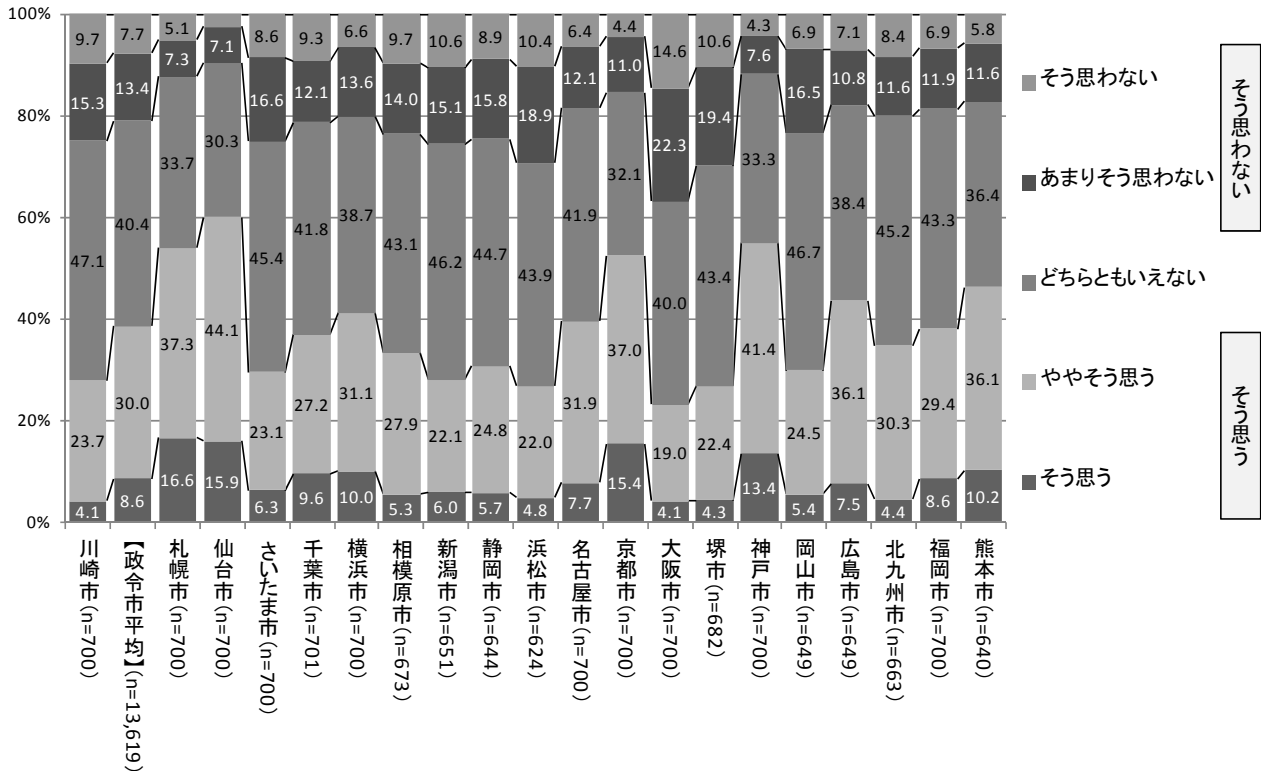 100%
80%
60%
40%
20%
0%
9.7 7.7 5.1 8.6 9.3 6.6 9.7 10.6 8.9 10.4 6.4 4.4 14.6 10.6 4.3 6.9 7.1 8.4 6.9 5.8
15.3 13.4 7.3 7.1 16.6 12.1 13.6 14.0 15.1 15.8 18.9 12.1 11.0 22.3 19.4 7.6 16.5 10.8 11.6 11.9 11.6
47.1 40.4 33.7 30.3 45.4 41.8 38.7 43.1 46.2 44.7 43.9 41.9 32.1 40.0 43.4 33.3 46.7 38.4 45.2 43.3 36.4
23.7 30.0 37.3 44.1 23.1 27.2 31.1 27.9 22.1 24.8 22.0 31.9 37.0 19.0 22.4 41.4 24.5 36.1 30.3 29.4 36.1
4.1 8.6 16.6 15.9 6.3 9.6 10.0 5.3 6.0 5.7 4.8 7.7 15.4 4.1 4.3 13.4 5.4 7.5 4.4 8.6 10.2
川崎市(n=700)
【政令市平均】(n=13,619)
札幌市(n=700)
仙台市(n=700)
さいたま市(n=700)
千葉市(n=701)
横浜市(n=700)
相模原市(n=673)
新潟市(n=651)
静岡市(n=644)
浜松市(n=624)
名古屋市(n=700)
京都市(n=700)
大阪市(n=700)
堺市(n=682)
神戸市(n=700)
岡山市(n=649)
広島市(n=649)
北九州市(n=663)
福岡市(n=700)
熊本市(n=640)
そう思わない
あまりそう思わない
どちらともいえない
ややそう思う
そう思う
そう思わない
そう思う